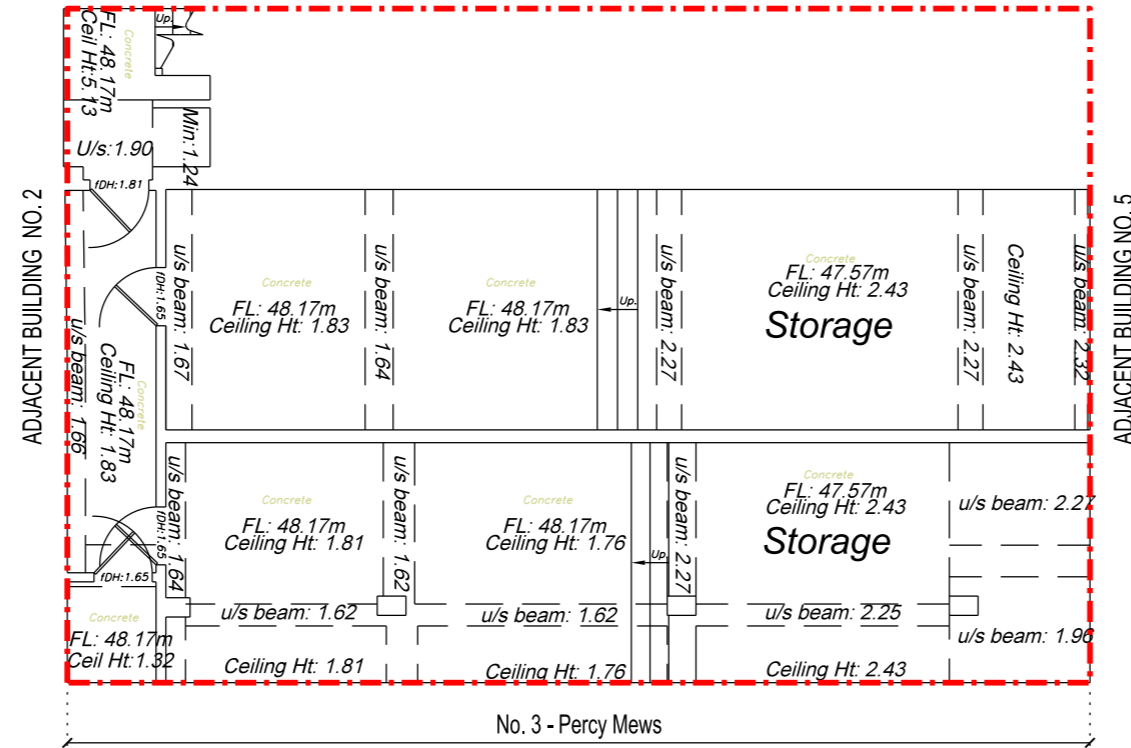 Up.
Concrete
FL: 48.17m
Ceil Ht:5.13
U/s:1.90
Min:1.24
fDH:1.81
ADJACENT BUILDING NO. 2
ADJACENT BUILDING NO. 5
u/s beam: 1.66
fDH:1.65
Concrete
FL: 48.17m
Ceiling Ht: 1.83
u/s beam: 1.67
Concrete
FL: 48.17m
Ceiling Ht: 1.83
u/s beam: 1.64
Concrete
FL: 48.17m
Ceiling Ht: 1.83
Up.
u/s beam: 2.27
Concrete
FL: 47.57m
Ceiling Ht: 2.43
Storage
u/s beam: 2.27
Ceiling Ht: 2.43
u/s beam: 2.32
fDH:1.65
u/s beam: 1.64
Concrete
FL: 48.17m
Ceiling Ht: 1.81
u/s beam: 1.62
Concrete
FL: 48.17m
Ceiling Ht: 1.76
Up.
u/s beam: 2.27
Concrete
FL: 47.57m
Ceiling Ht: 2.43
Storage
u/s beam: 2.27
fDH:1.65
Concrete
FL: 48.17m
Ceil Ht:1.32
u/s beam: 1.62
u/s beam: 1.62
u/s beam: 2.25
u/s beam: 1.96
Ceiling Ht: 1.81
Ceiling Ht: 1.76
Ceiling Ht: 2.43
No. 3 - Percy Mews